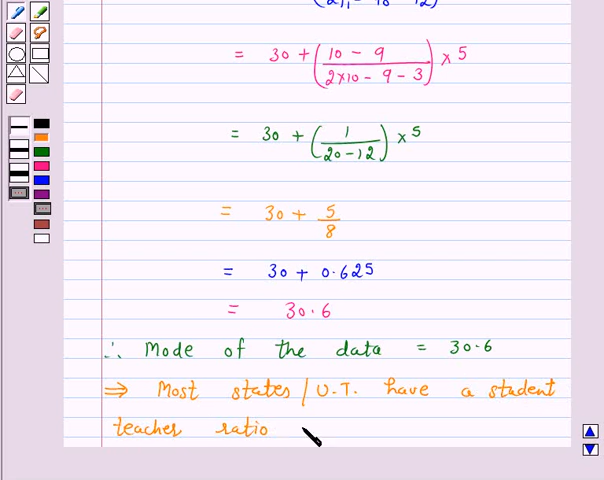 = 30 + (10 - 9 / 2×10 - 9 - 3) × 5
= 30 + (1 / 20 - 12) × 5
= 30 + 5/8
= 30 + 0.625
= 30.6
∴ Mode of the data = 30.6
⇒ Most states / U.T. have a student
teacher ratio